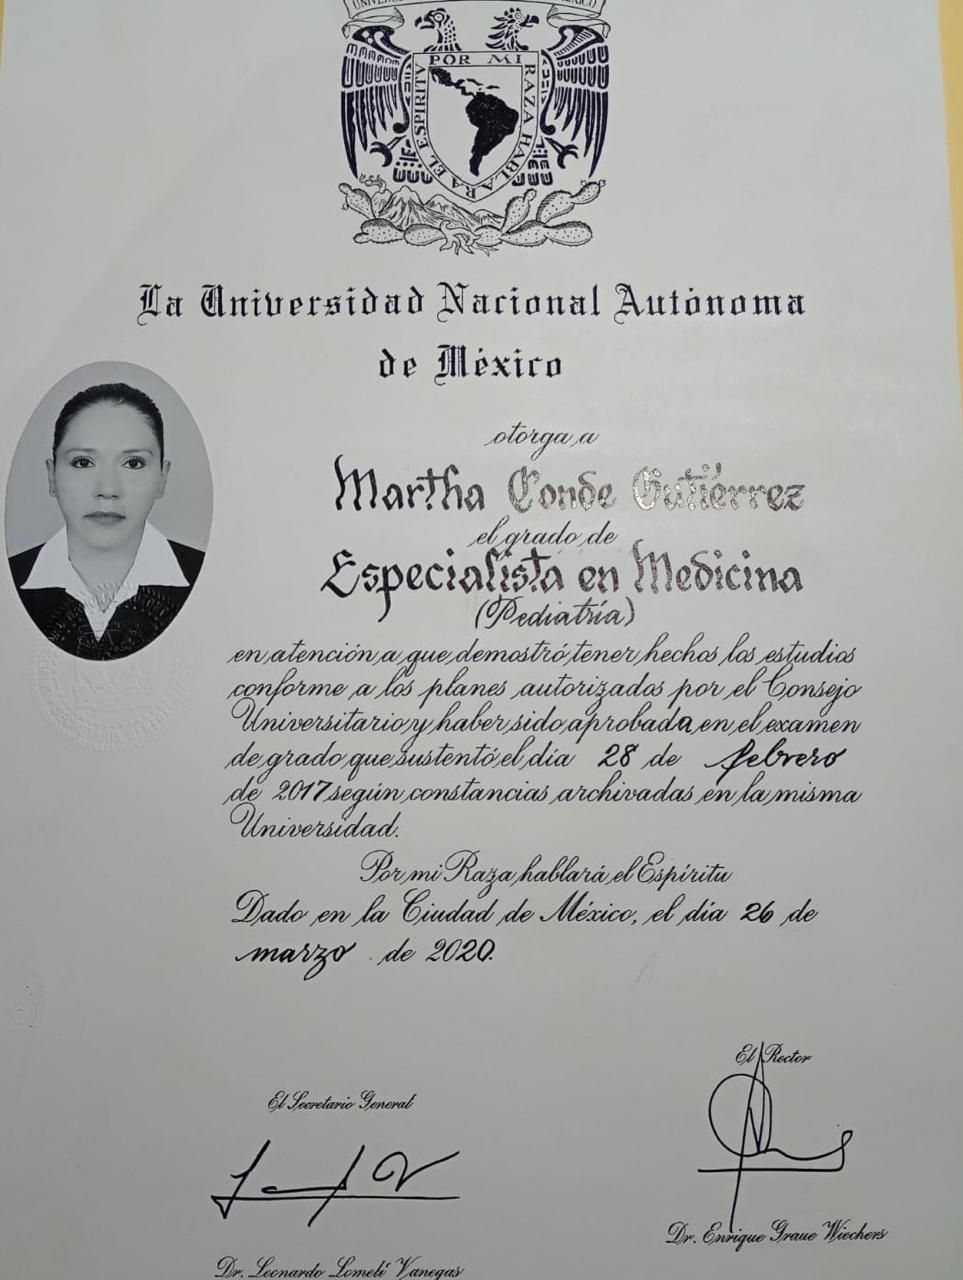 POR MI RAZA HABLARA EL ESPIRITU
La Universidad Nacional Autónoma
de México
otorga a
Martha Conde Gutiérrez
el grado de
Especialista en Medicina
(Pediatría)
en atención a que demostró tener hechos los estudios
conforme a los planes autorizados por el Consejo
Universitario y haber sido aprobada en el examen
de grado que sustentó el día 28 de febrero
de 2017 según constancias archivadas en la misma
Universidad.
Por mi Raza hablará el Espíritu
Dado en la Ciudad de México, el día 26 de
marzo de 2020.
El Rector
El Secretario General
Dr. Enrique Graue Wiechers
Dr. Leonardo Lomelí Vanegas